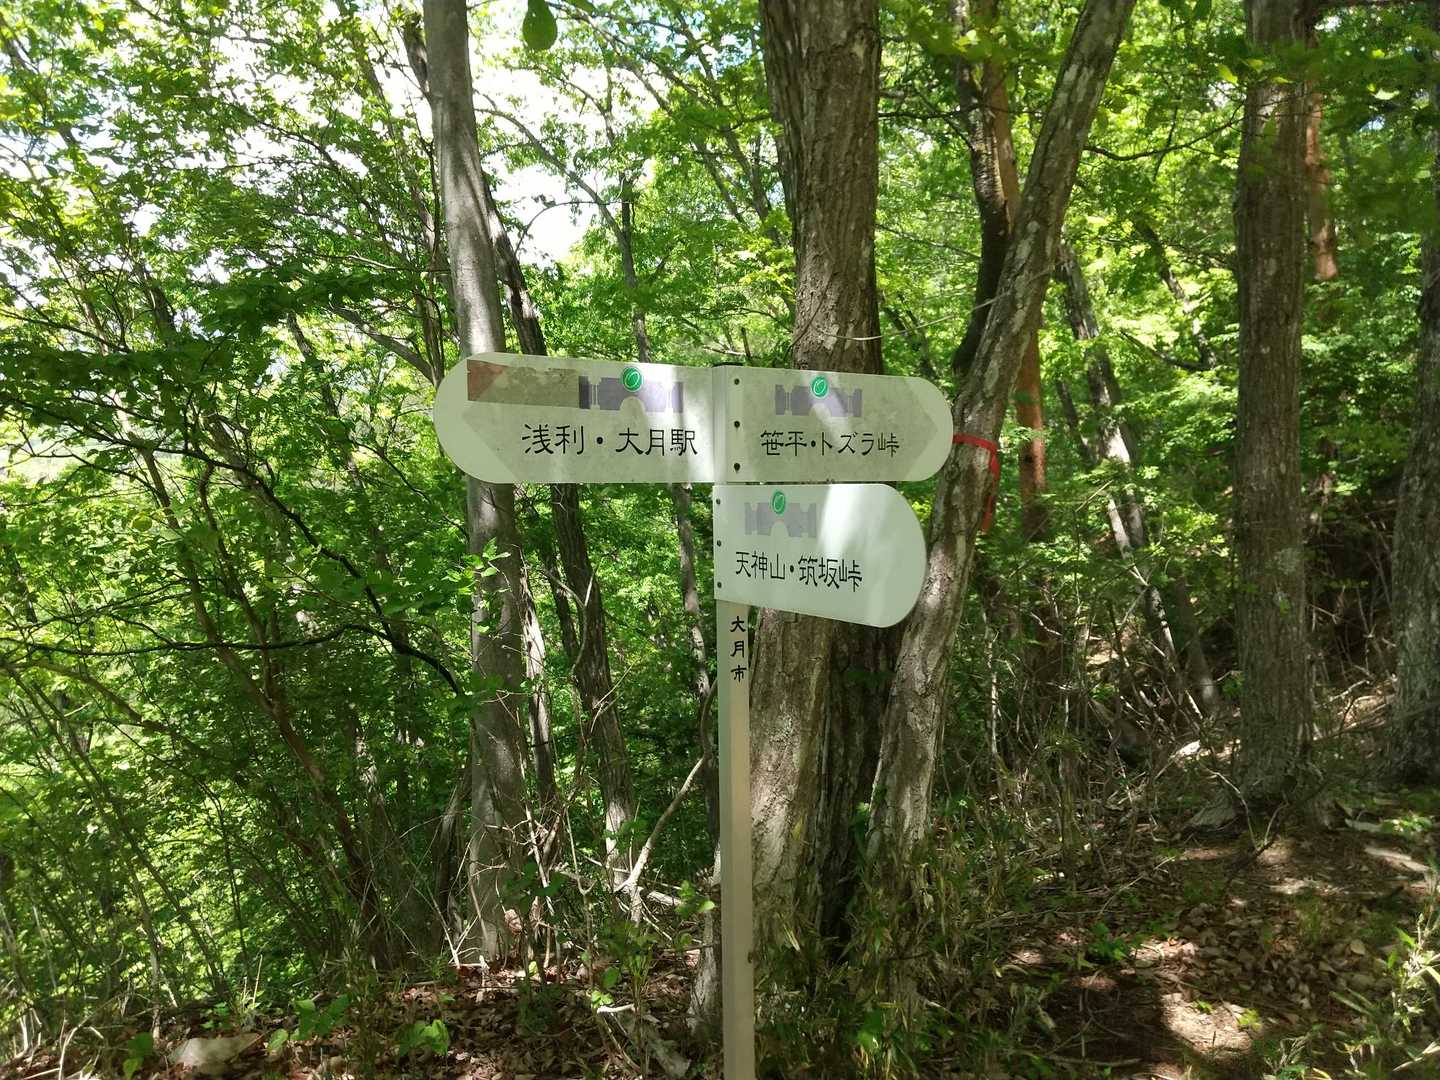 浅利・大月駅
笹平・トズラ峠
天神山・筑坂峠
大月市